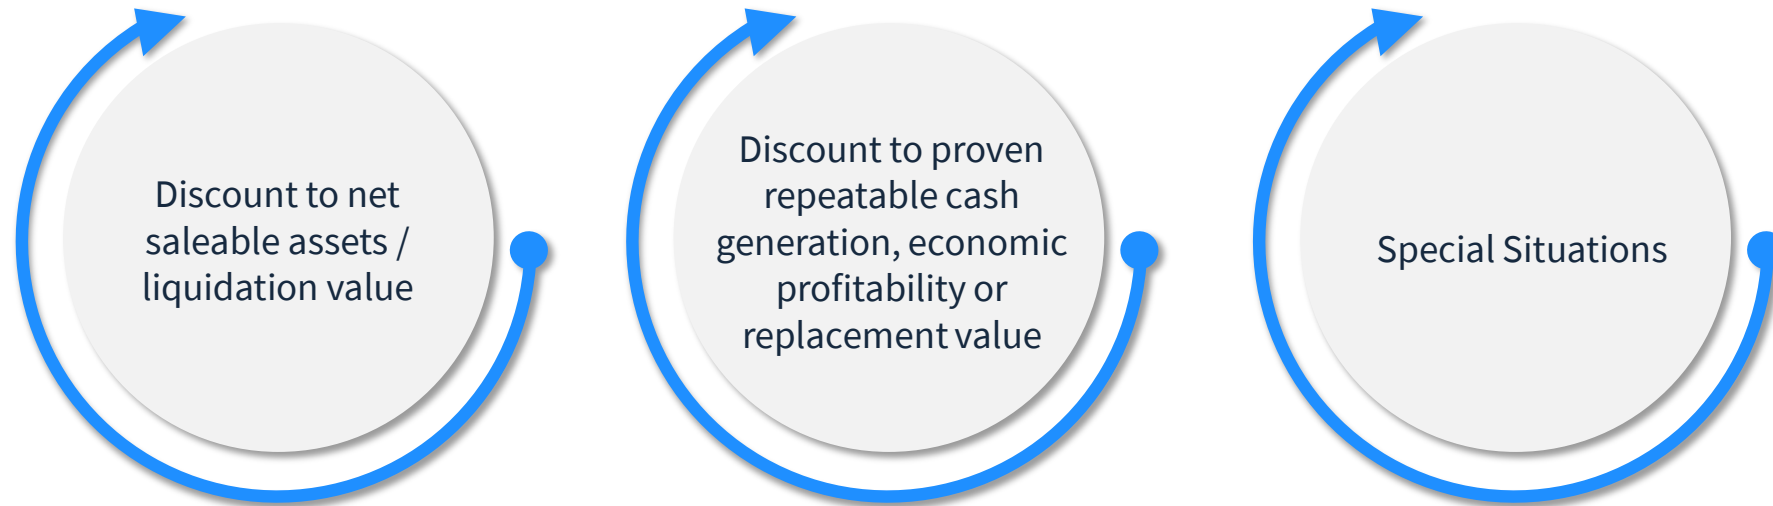 Discount to net
saleable assets /
liquidation value
Discount to proven
repeatable cash
generation, economic
profitability or
replacement value
Special Situations